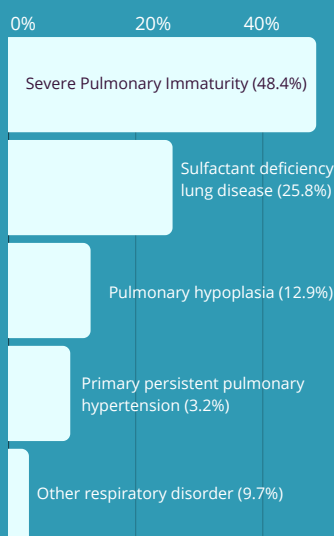 0% 20% 40%
Severe Pulmonary Immaturity (48.4%)
Sulfactant deficiency
lung disease (25.8%)
Pulmonary hypoplasia (12.9%)
Primary persistent pulmonary
hypertension (3.2%)
Other respiratory disorder (9.7%)